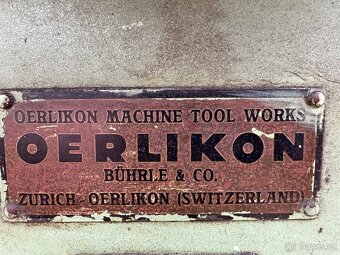 OERLIKON MACHINE TOOL WORKS
OERLIKON
BÜHRLE & CO.
ZURICH-OERLIKON (SWITZERLAND)